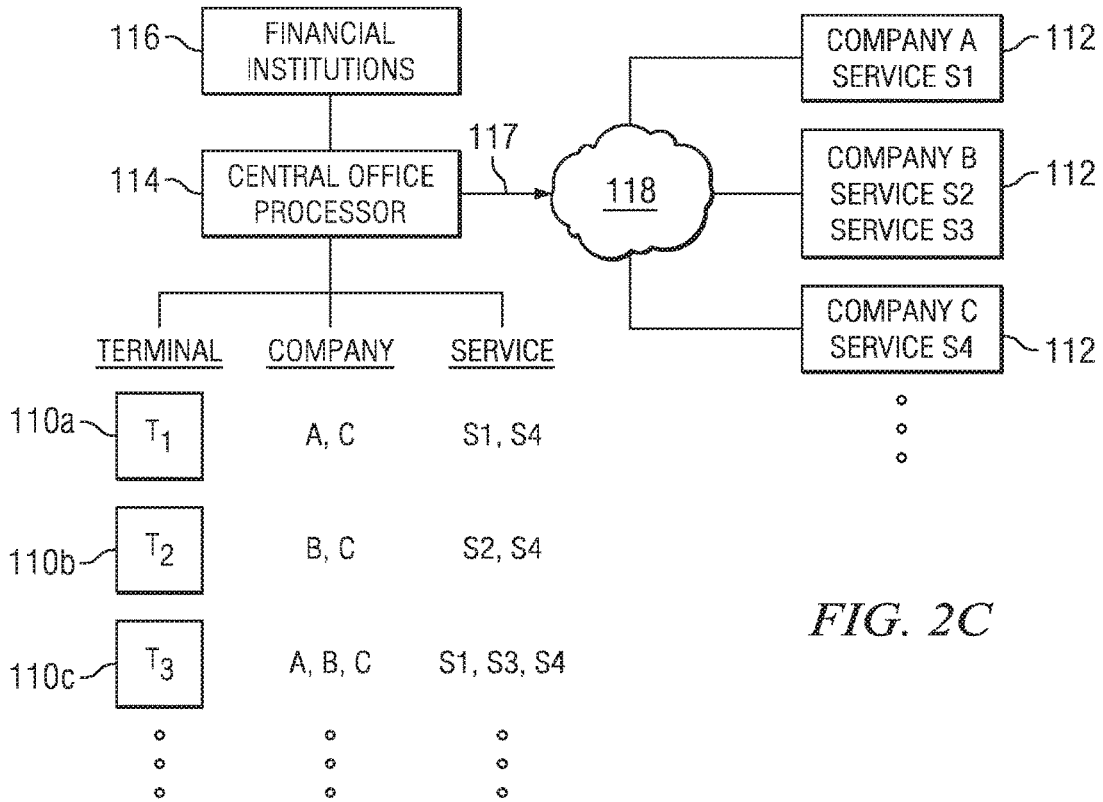 116
FINANCIAL
INSTITUTIONS
114
CENTRAL OFFICE
PROCESSOR
117
118
COMPANY A
SERVICE S1
112
COMPANY B
SERVICE S2
SERVICE S3
112
COMPANY C
SERVICE S4
112
TERMINAL COMPANY SERVICE
110a T1 A, C S1, S4
110b T2 B, C S2, S4
110c T3 A, B, C S1, S3, S4
FIG. 2C